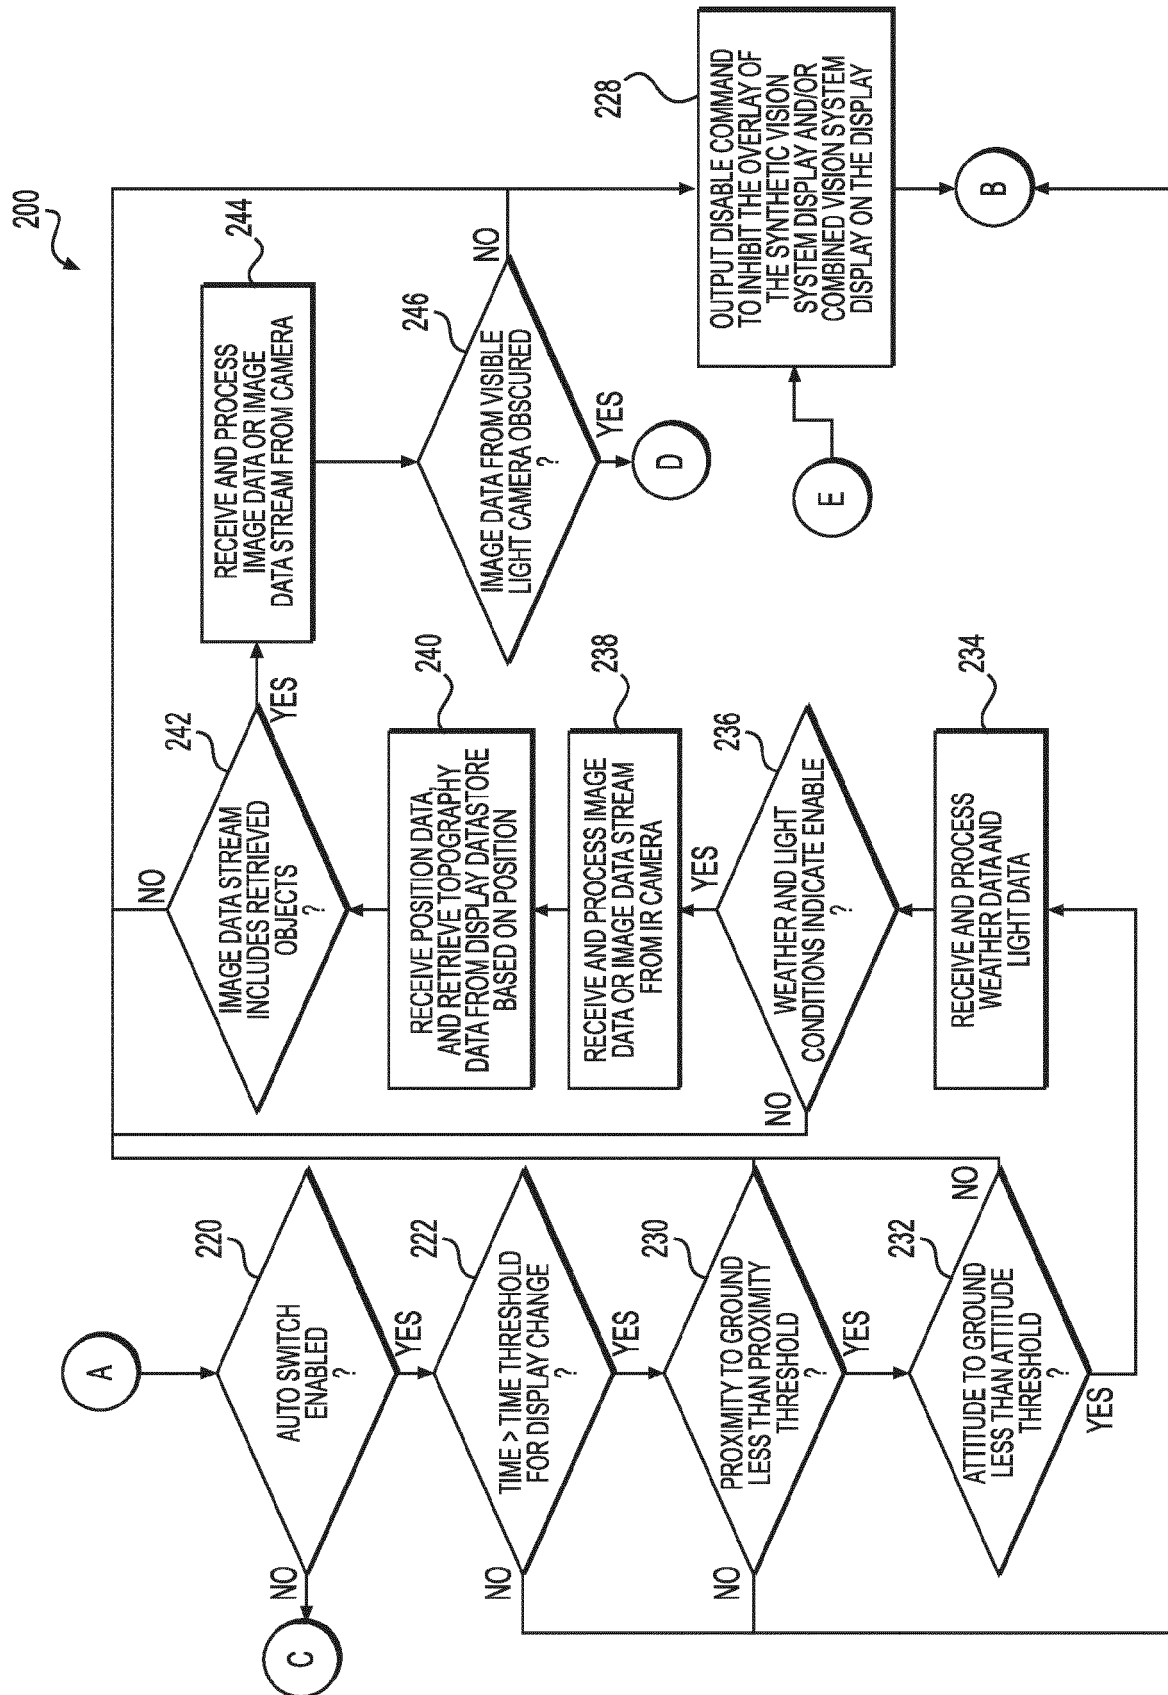 200
A
220
AUTO SWITCH
ENABLED
?
NO
C
YES
222
TIME > TIME THRESHOLD
FOR DISPLAY CHANGE
?
NO
YES
230
PROXIMITY TO GROUND
LESS THAN PROXIMITY
THRESHOLD
?
NO
YES
232
ATTITUDE TO GROUND
LESS THAN ATTITUDE
THRESHOLD
?
NO
YES
234
RECEIVE AND PROCESS
WEATHER DATA AND
LIGHT DATA
236
WEATHER AND LIGHT
CONDITIONS INDICATE ENABLE
?
NO
YES
238
RECEIVE AND PROCESS IMAGE
DATA OR IMAGE DATA STREAM
FROM IR CAMERA
240
RECEIVE POSITION DATA,
AND RETRIEVE TOPOGRAPHY
DATA FROM DISPLAY DATASTORE
BASED ON POSITION
242
IMAGE DATA STREAM
INCLUDES RETRIEVED
OBJECTS
?
NO
YES
244
RECEIVE AND PROCESS
IMAGE DATA OR IMAGE
DATA STREAM FROM CAMERA
246
IMAGE DATA FROM VISIBLE
LIGHT CAMERA OBSCURED
?
NO
YES
D
E
228
OUTPUT DISABLE COMMAND
TO INHIBIT THE OVERLAY OF
THE SYNTHETIC VISION
SYSTEM DISPLAY AND/OR
COMBINED VISION SYSTEM
DISPLAY ON THE DISPLAY
B